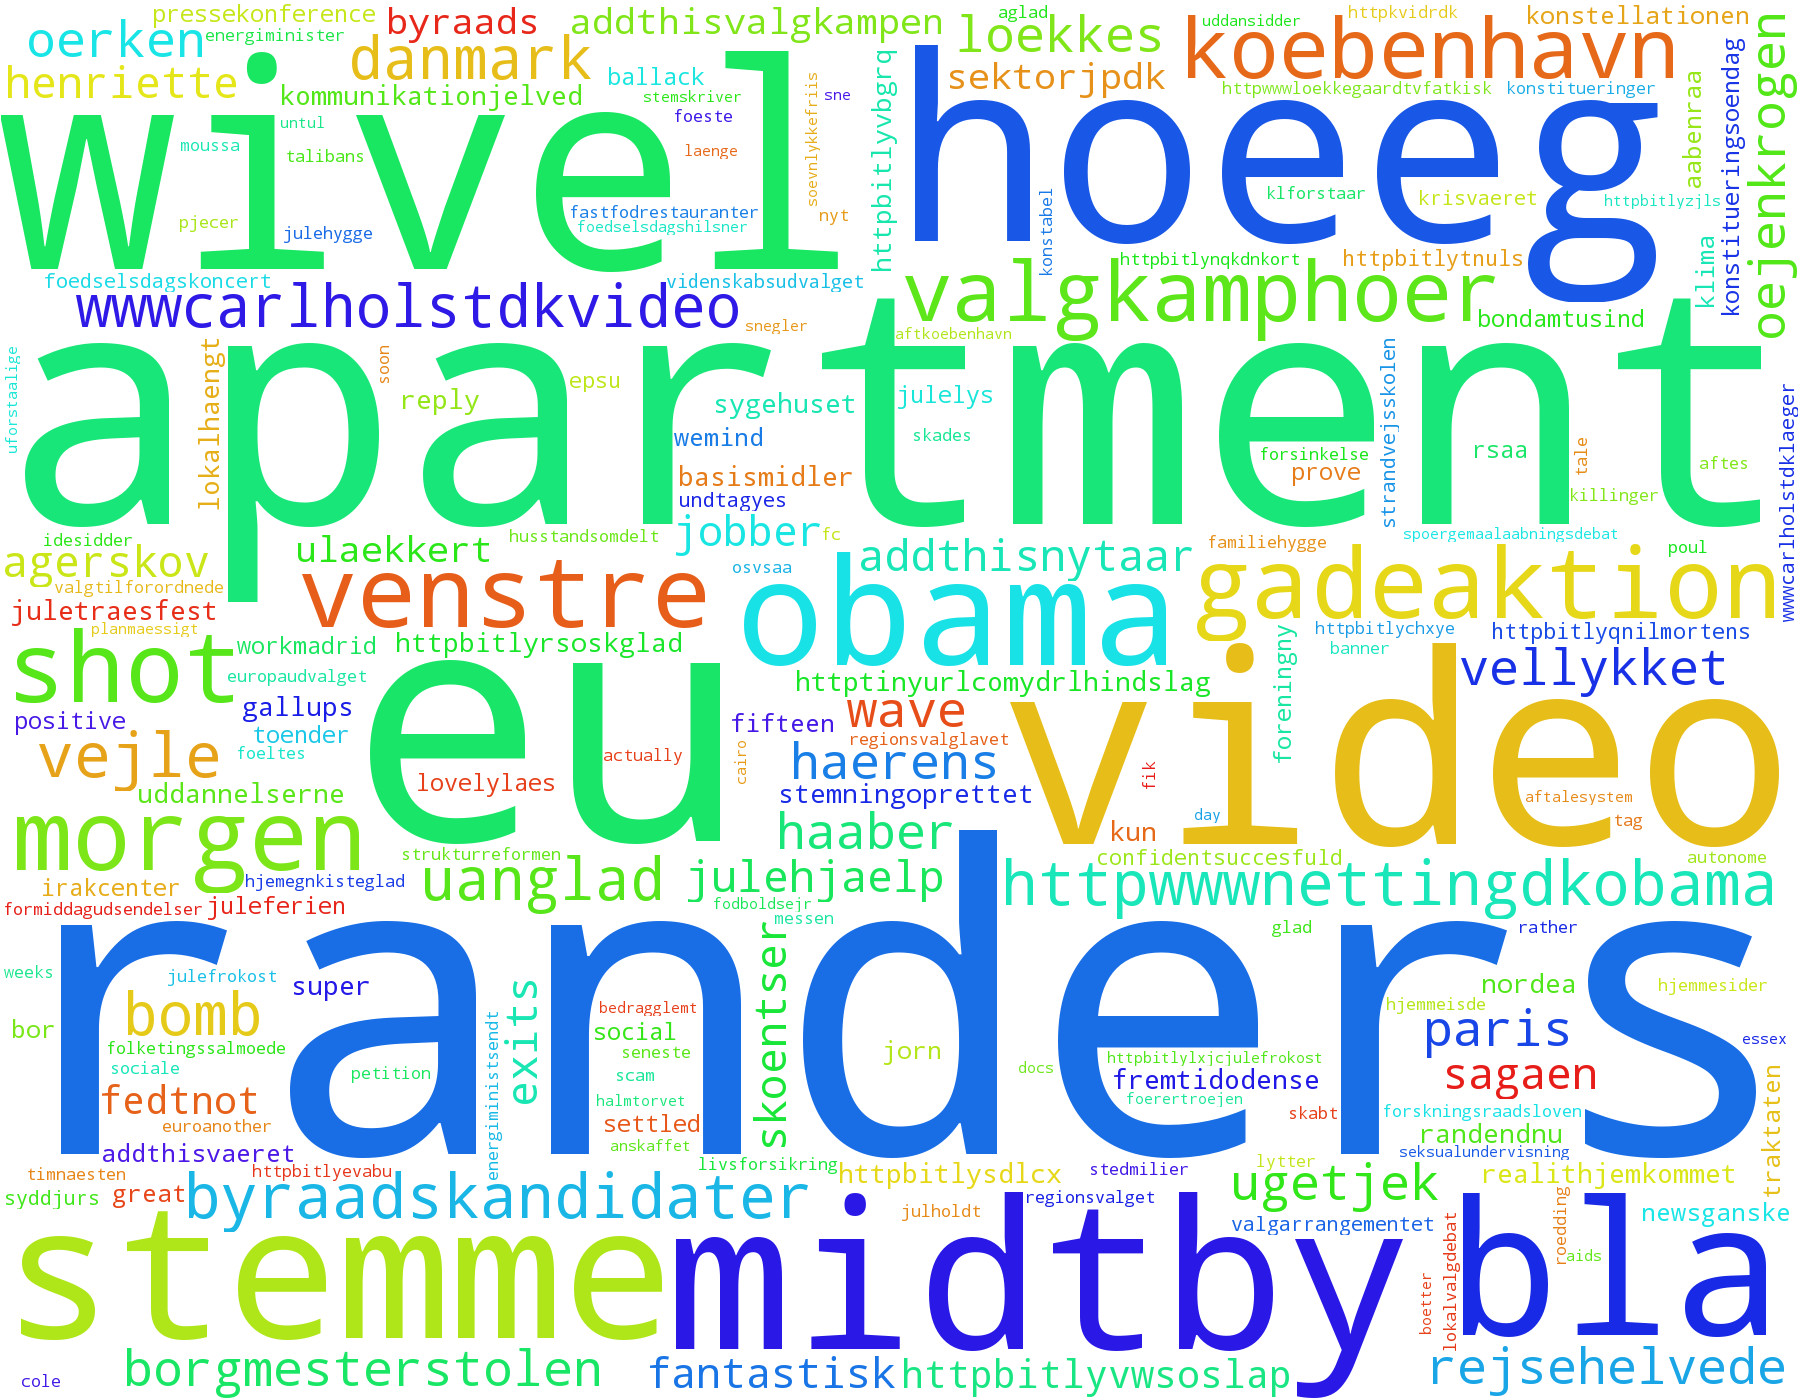 pressekonference
byraads
addthisvalgkampen
aglad
uddansidder
httpkvidrdk
konstellationen
oerken
energiminister
danmark
loekkes
koebenhavn
henriette
kommunikationjelved
ballack
stemskriver
sne
sektorjpdk
httpwwwloekkegaardtvfatkisk
konstitueringer
wivel
hoeeg
untul
foeste
moussa
talibans
laenge
soevnlykkefriis
httpbitlyvbgrq
aabenraa
konstitueringsoendag
oejenkrogen
klforstaar
krisvaeret
httpbitlyzjls
pjecer
julehygge
fastfodrestauranter
foedselsdagshilsner
nyt
konstabel
klima
foedselsdagskoncert
videnskabsudvalget
httpbitlynqkdnkort
httpbitlytnuls
wwwcarlholstdkvideo
snegler
valgkamphoer
bondamtusind
aftkoebenhavn
apartment
uforstaalige
lokalhaengt
soon
reply
epsu
sygehuset
julelys
wemind
skades
basismidler
undtagyes
forsinkelse
prove
strandvejsskolen
rsaa
tale
aftes
killinger
wwwcarlholstdklaeger
idesidder
ulaekkert
husstandsomdelt
jobber
fc
addthisnytaar
familiehygge
spoergemaalaabningsdebat
poul
agerskov
valgtilforordnede
venstre
osvsaa
obama
gadeaktion
juletraesfest
planmaessigt
shot
workmadrid
httpbitlyrsoskglad
httpbitlychxye
httpbitlyqnilmortens
banner
europaudvalget
eu
httptinyurlcomydrlhindslag
foreningny
video
vellykket
positive
gallups
fifteen
wave
vejle
toender
foeltes
actually
cairo
regionsvalglavet
haerens
fik
lovelylaes
uddannelserne
stemningoprettet
aftalesystem
day
tag
morgen
haaber
kun
strukturreformen
confidentsuccesfuld
autonome
irakcenter
hjemegnkisteglad
uanglad
julehjaelp
httpwwwnettingdkobama
formiddagudsendelser
juleferien
fodboldsejr
messen
randers
glad
rather
weeks
julefrokost
super
exits
skoentser
nordea
hjemmesider
bomb
bedragglemt
hjemmeisde
bor
folketingssalmoede
energiministsendt
social
seneste
jorn
paris
essex
sociale
petition
scam
docs
httpbitlylxjcjulefrokost
fremtidodense
sagaen
fedtnot
halmtorvet
foerertroejen
skabt
forskningsraadsloven
traktaten
euroanother
settled
anskaffet
randendnu
addthisvaeret
livsforsikring
seksualundervisning
timnaesten
httpbitlyevabu
httpbitlysdlcx
stedmilier
lytter
realithjemkommet
syddjurs
great
byraadskandidater
julholdt
regionsvalget
ugetjek
roedding
newsganske
stemme
midtby
valgarrangementet
lokalvalgdebat
aids
bla
boetter
cole
borgmesterstolen
fantastisk
httpbitlyvwsoslap
rejsehelvede